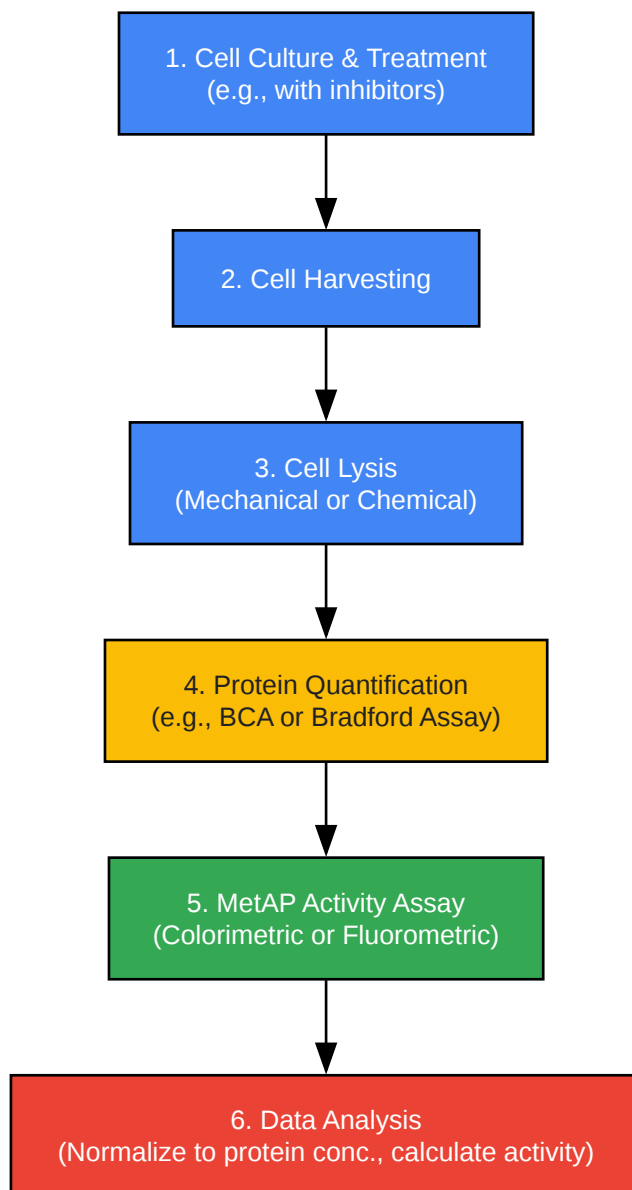 1. Cell Culture & Treatment
(e.g., with inhibitors)
2. Cell Harvesting
3. Cell Lysis
(Mechanical or Chemical)
4. Protein Quantification
(e.g., BCA or Bradford Assay)
5. MetAP Activity Assay
(Colorimetric or Fluorometric)
6. Data Analysis
(Normalize to protein conc., calculate activity)